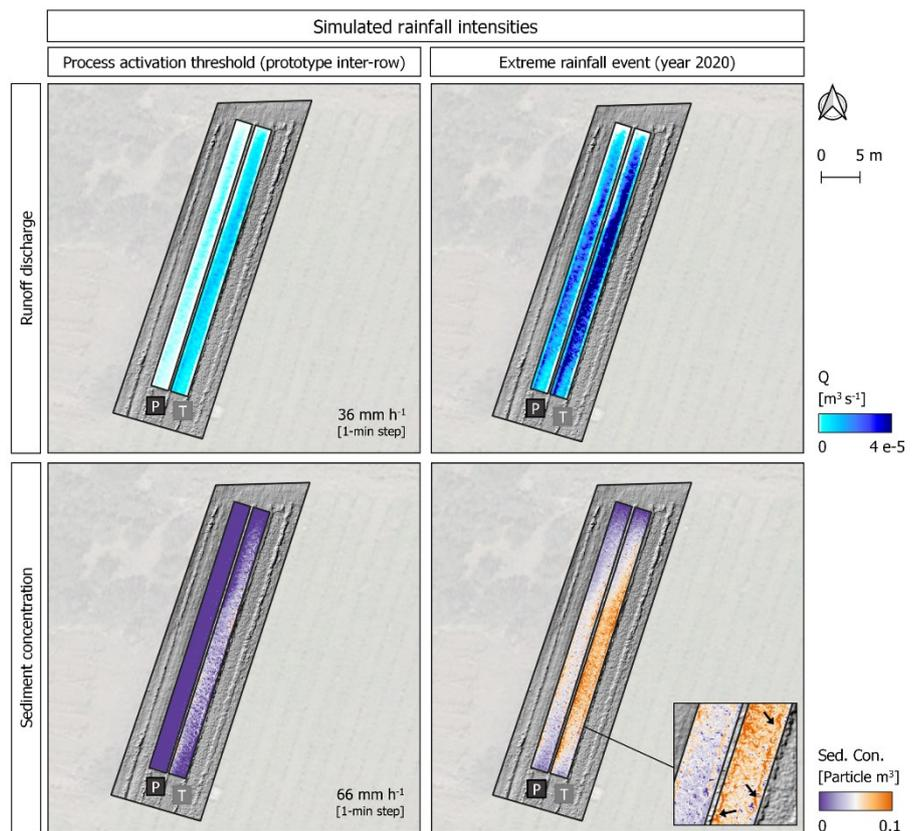 Simulated rainfall intensities
Process activation threshold (prototype inter-row)
Extreme rainfall event (year 2020)
Runoff discharge
P
T
36 mm h⁻¹
[1-min step]
P
T
0 5 m
Q
[m³ s⁻¹]
0 4 e-5
Sediment concentration
P
T
66 mm h⁻¹
[1-min step]
P
T
Sed. Con.
[Particle m³]
0 0.1